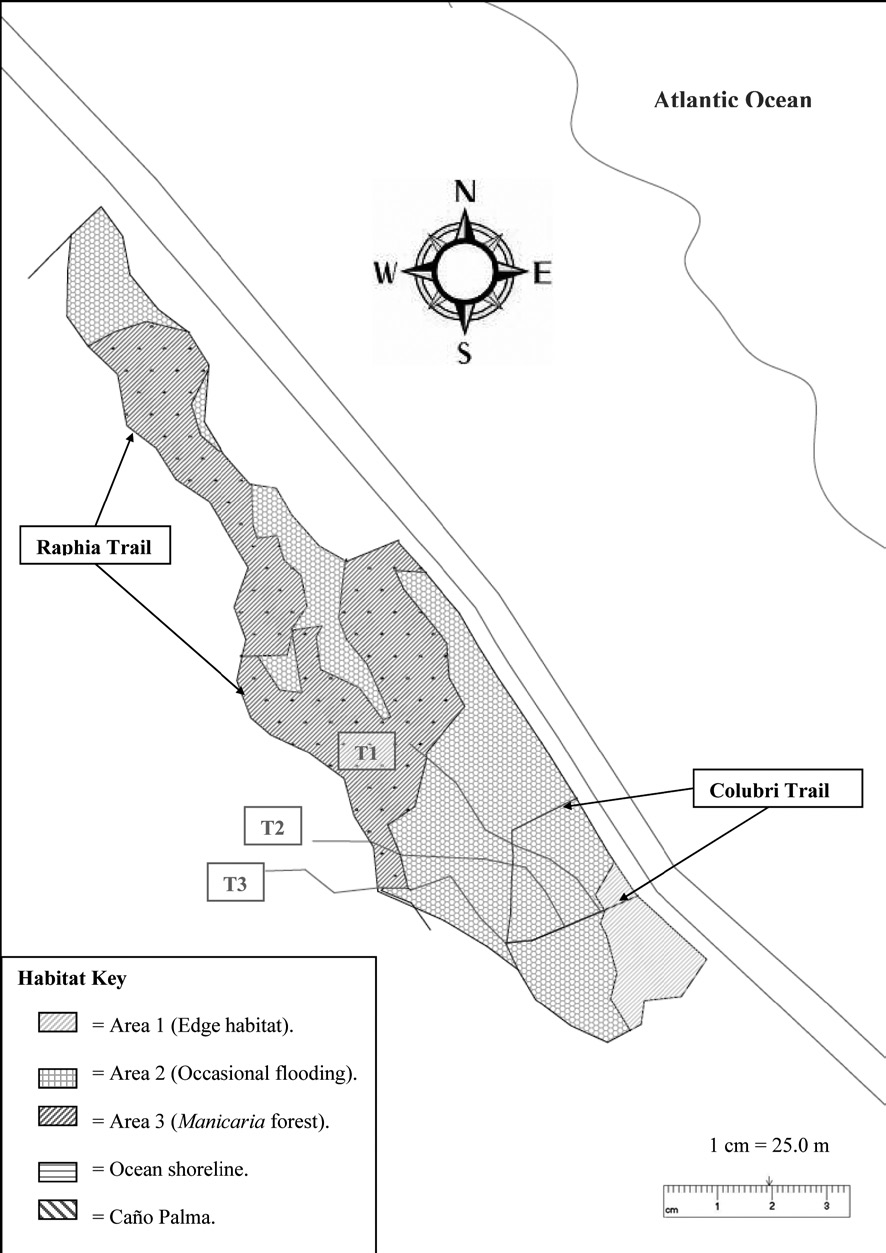 Atlantic Ocean
N
W E
S
Raphia Trail
T1
Colubri Trail
T2
T3
Habitat Key
= Area 1 (Edge habitat).
= Area 2 (Occasional flooding).
= Area 3 (Manicaria forest).
= Ocean shoreline.
= Caño Palma.
1 cm = 25.0 m
cm 1 2 3